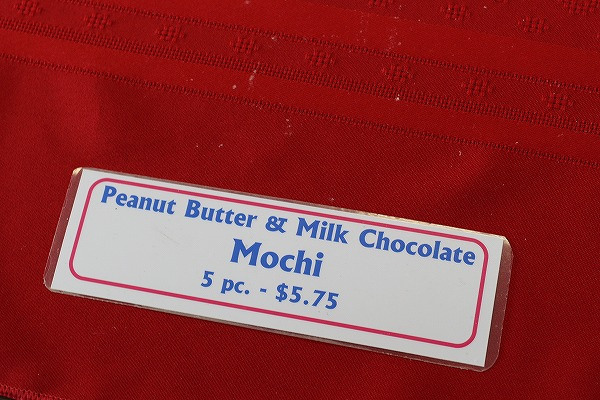 Peanut Butter & Milk Chocolate
Mochi
5 pc. - $5.75